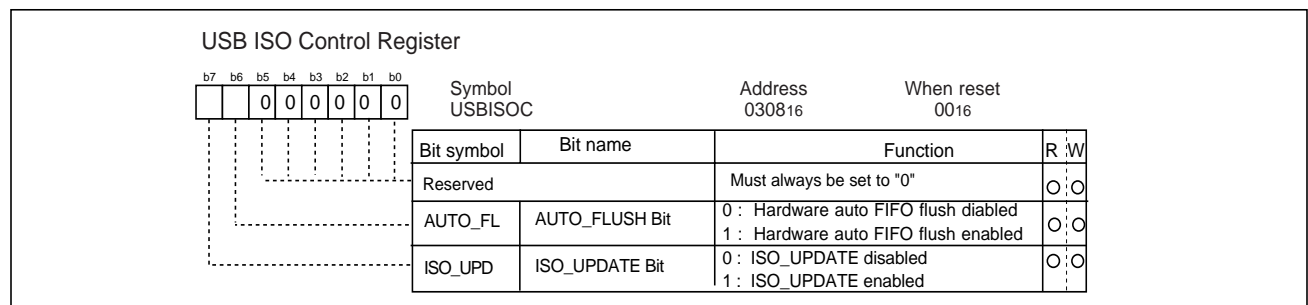 USB ISO Control Register
b7 b6 b5 b4 b3 b2 b1 b0
0 0 0 0 0 0
Symbol Address When reset
USBISOC 030816 0016
Bit symbol Bit name Function R W
Reserved Must always be set to "0" O O
AUTO_FL AUTO_FLUSH Bit 0 : Hardware auto FIFO flush diabled O O
1 : Hardware auto FIFO flush enabled
ISO_UPD ISO_UPDATE Bit 0 : ISO_UPDATE disabled O O
1 : ISO_UPDATE enabled